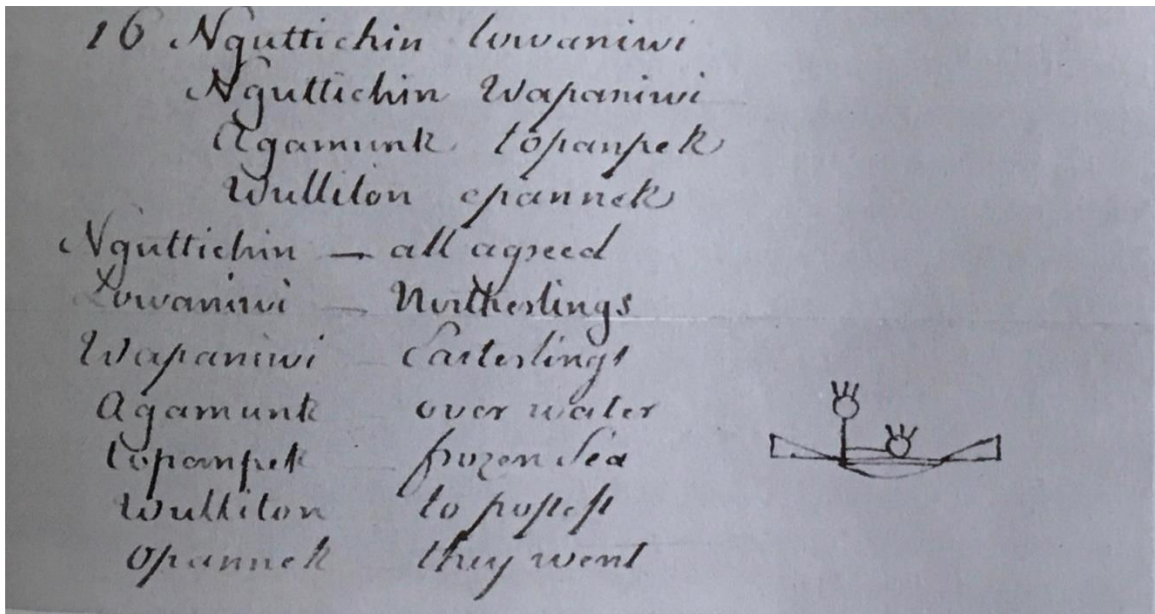 16 Nguttichin lowaniwi
Nguttichin Wapaniwi
Agamunk topanpek
Wulliton epannek
Nguttichin — all agreed
Lowaniwi — Northerlings
Wapaniwi — Easterlings
Agamunk — over water
topanpek — frozen Sea
Wulliton to poſseſs
Opannek — they went